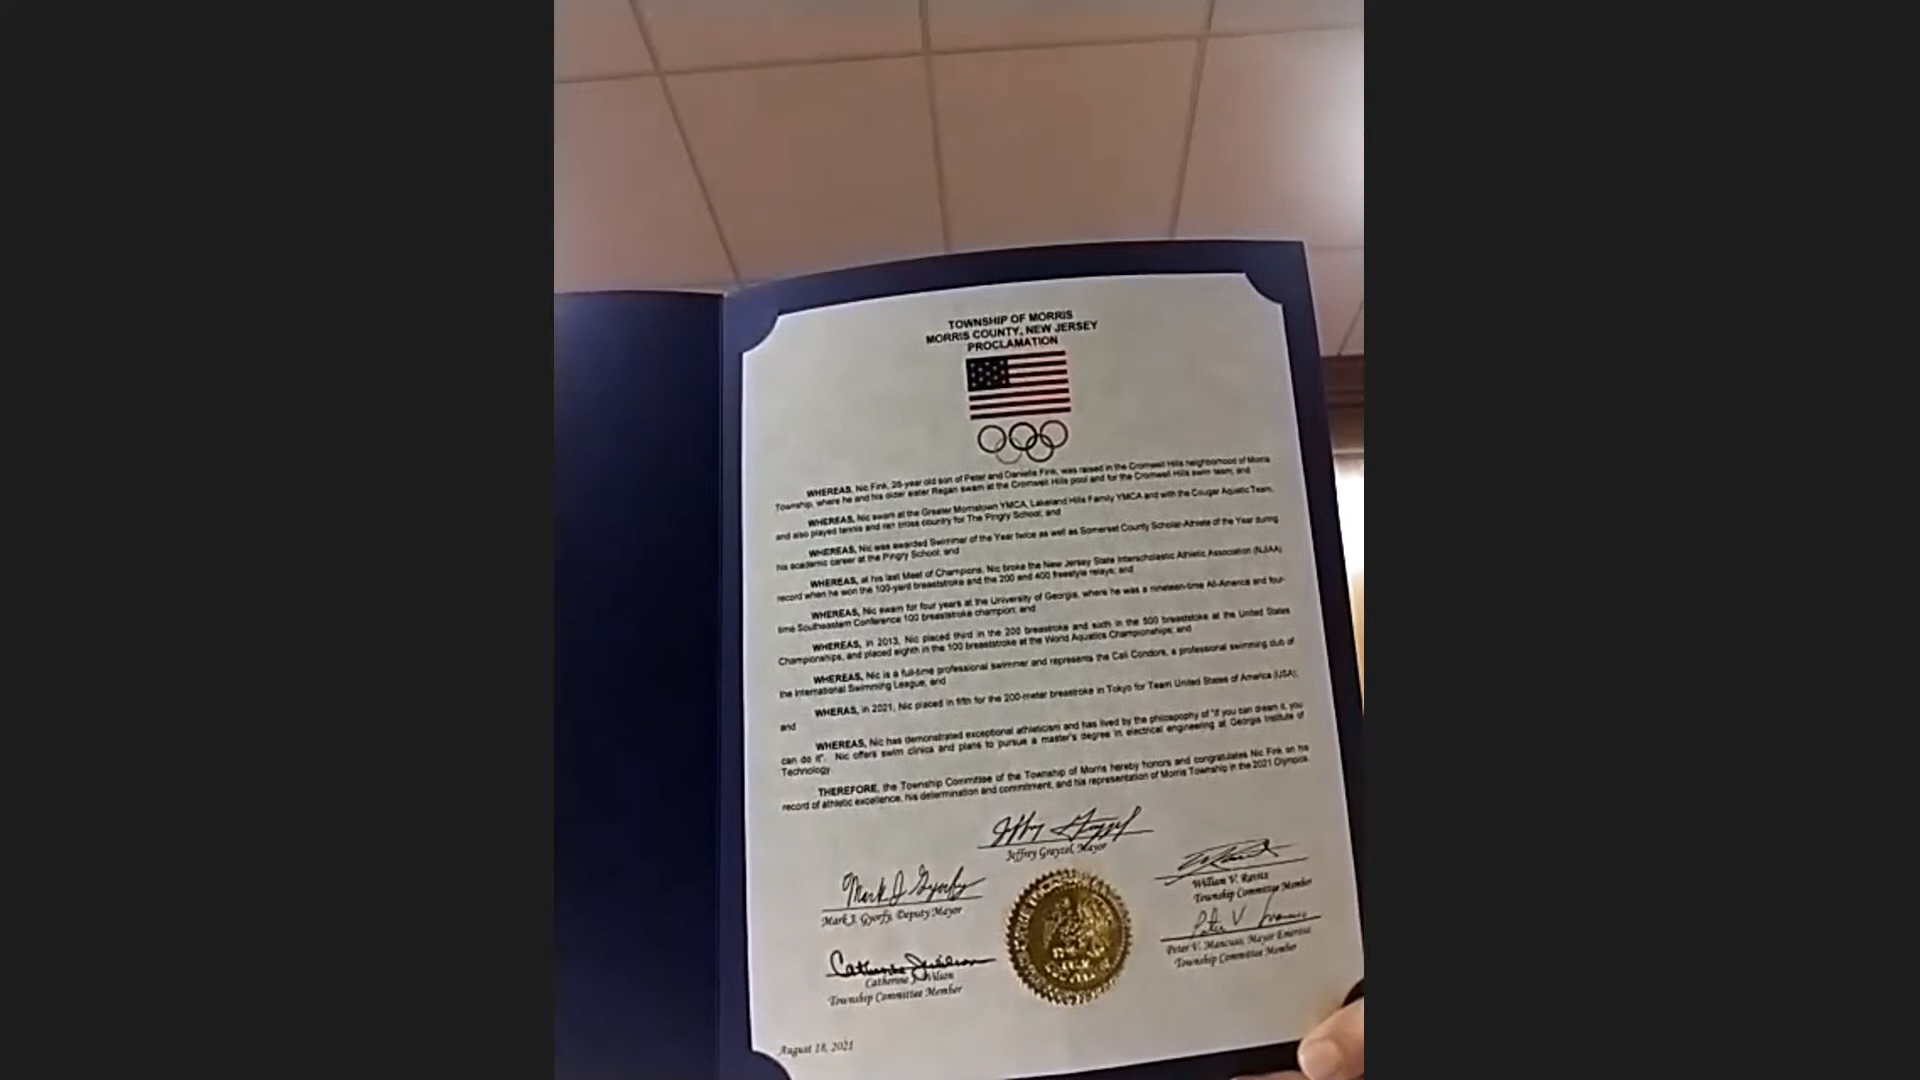 TOWNSHIP OF MORRIS
MORRIS COUNTY, NEW JERSEY
PROCLAMATION
WHEREAS, Nic Fink, 28-year old son of Peter and Danielle Fink, was raised in the Cromwell Hills neighborhood of Morris
Township, where he and his older sister Regan swam at the Cromwell Hills pool and for the Cromwell Hills swim team; and
WHEREAS, Nic swam at the Greater Morristown YMCA, Lakeland Hills Family YMCA and with the Cougar Aquatic Team,
and also played tennis and ran cross country for The Pingry School; and
WHEREAS, Nic was awarded Swimmer of the Year twice as well as Somerset County Scholar-Athlete of the Year during
his academic career at the Pingry School; and
WHEREAS, at his last Meet of Champions, Nic broke the New Jersey State Interscholastic Athletic Association (NJIAA)
record when he won the 100-yard breaststroke and the 200 and 400 freestyle relays; and
WHEREAS, Nic swam for four years at the University of Georgia, where he was a nineteen-time All-America and four-
time Southeastern Conference 100 breaststroke champion; and
WHEREAS, in 2013, Nic placed third in the 200 breastroke and sixth in the 500 breaststroke at the United States
Championships, and placed eighth in the 100 breaststroke at the World Aquatics Championships; and
WHEREAS, Nic is a full-time professional swimmer and represents the Cali Condors, a professional swimming club of
the International Swimming League; and
WHERAS, in 2021, Nic placed in fifth for the 200-meter breastroke in Tokyo for Team United States of America (USA);
and
WHEREAS, Nic has demonstrated exceptional athleticism and has lived by the philosophy of "if you can dream it, you
can do it". Nic offers swim clinics and plans to pursue a master's degree in electrical engineering at Georgia Institute of
Technology
THEREFORE, the Township Committee of the Township of Morris hereby honors and congratulates Nic Fink on his
record of athletic excellence, his determination and commitment, and his representation of Morris Township in the 2021 Olympics.
Jeffrey Grayzel, Mayor
Mark J. Gyorfy
Mark J. Gyorfy, Deputy Mayor
William V. Ravitz
Township Committee Member
Peter V. Mancuso
Peter V. Mancuso, Mayor Emeritus
Township Committee Member
Catherine J. Wilson
Catherine J. Wilson
Township Committee Member
August 18, 2021